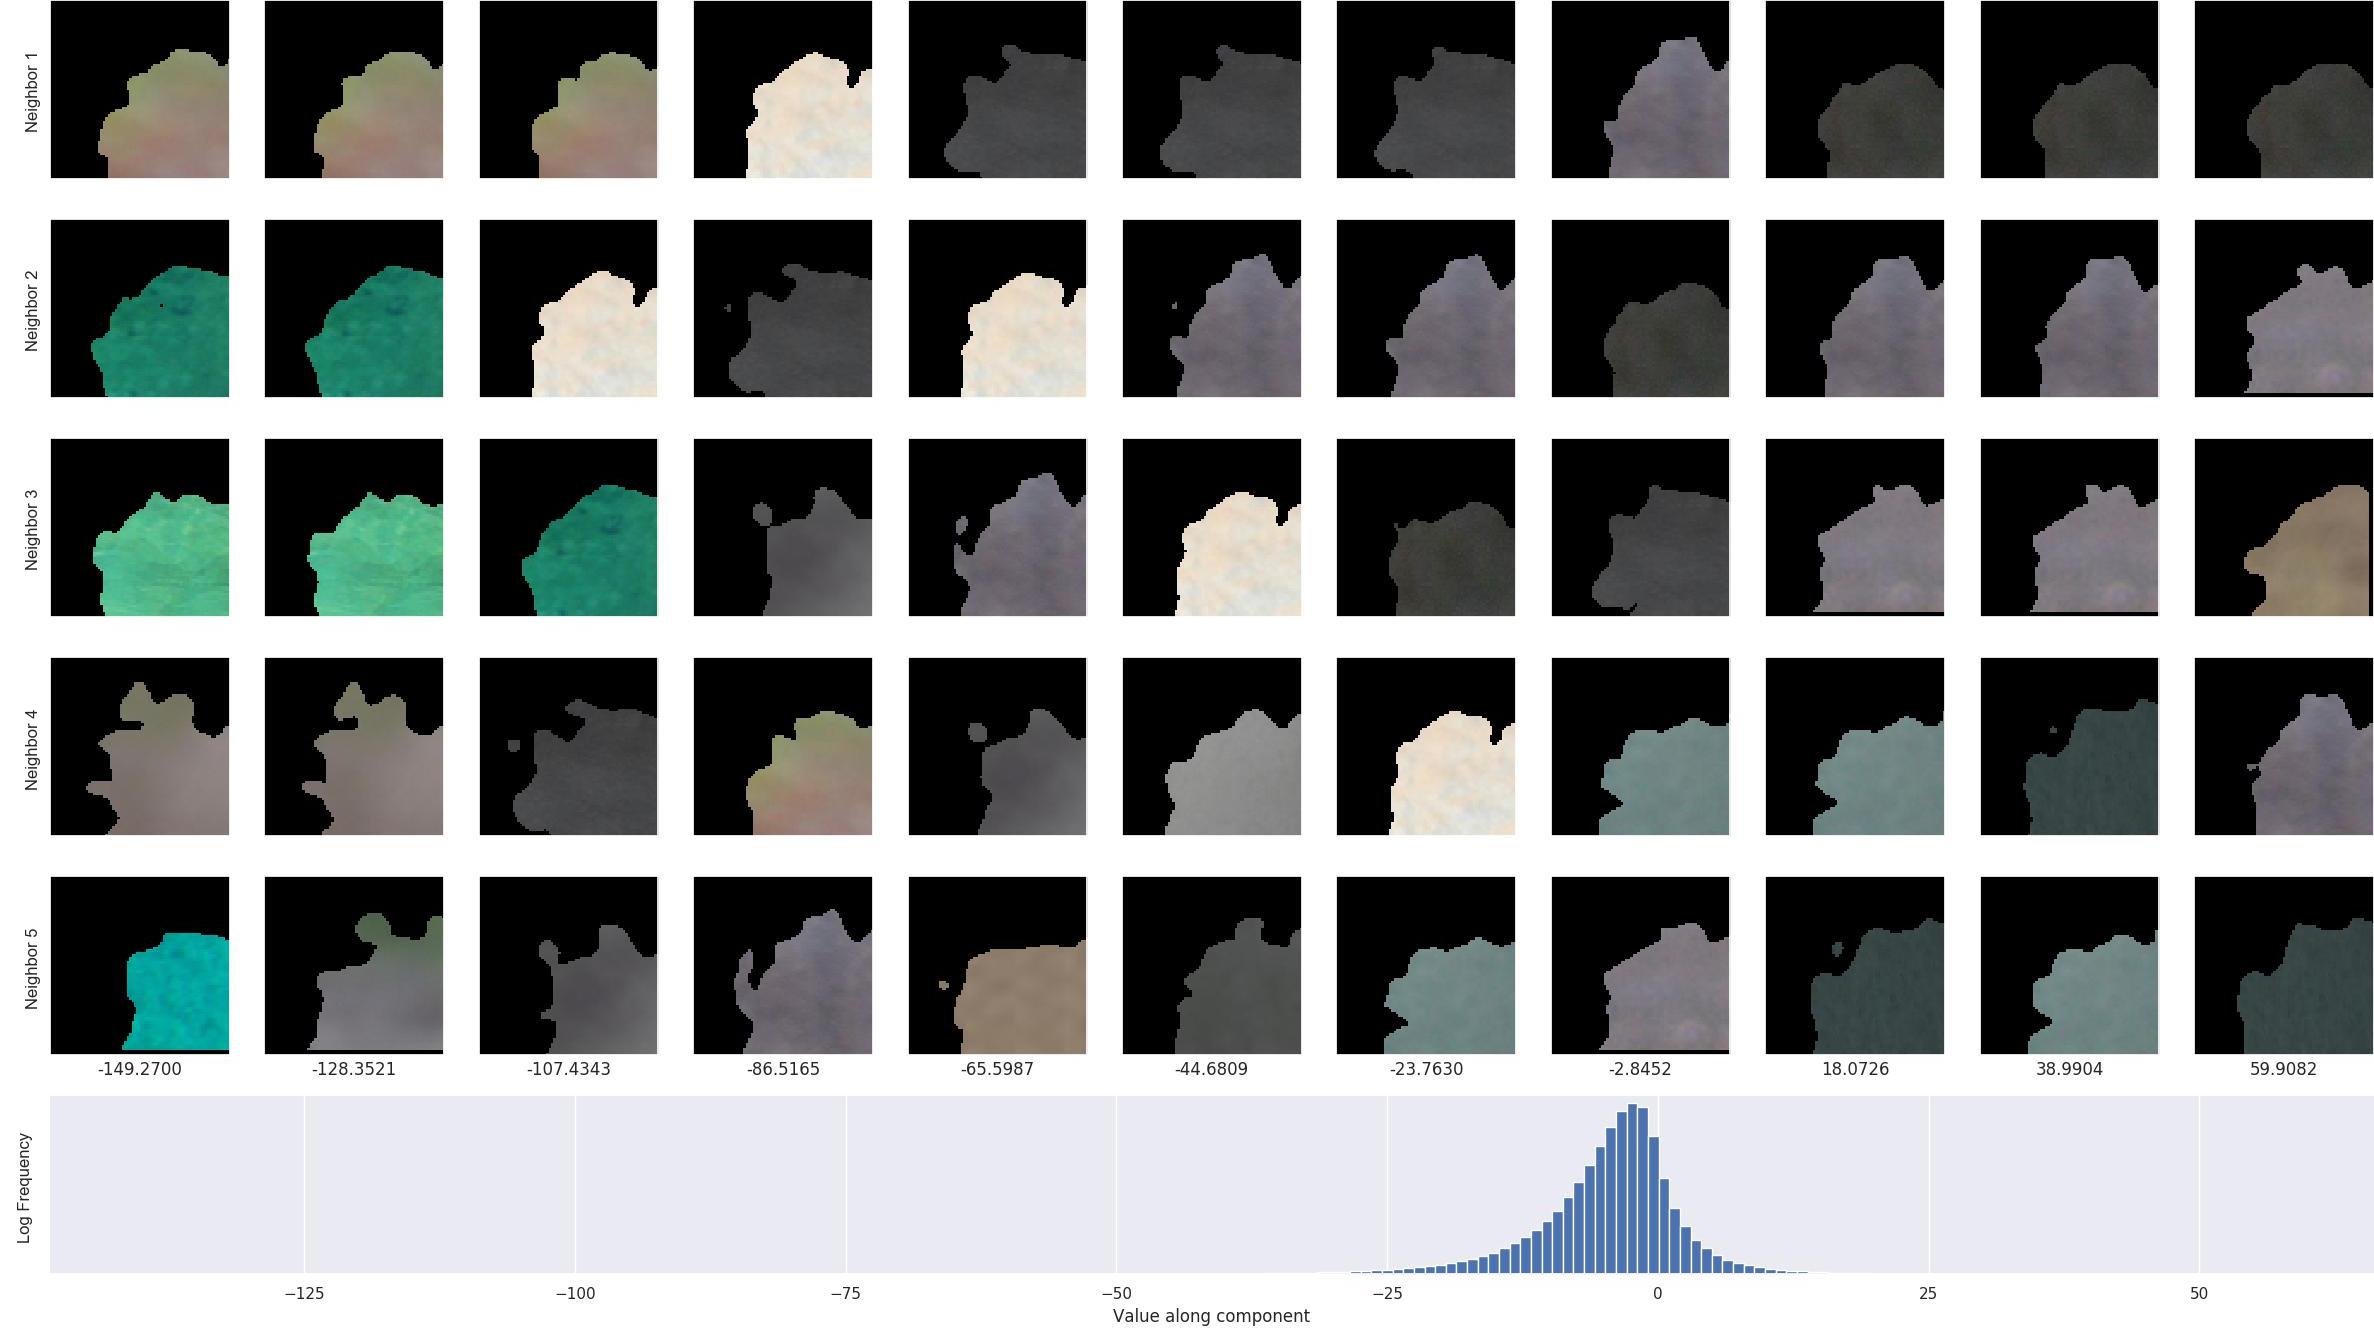 Neighbor 1
Neighbor 2
Neighbor 3
Neighbor 4
Neighbor 5
-149.2700 -128.3521 -107.4343 -86.5165 -65.5987 -44.6809 -23.7630 -2.8452 18.0726 38.9904 59.9082
Log Frequency
−125 −100 −75 −50 −25 0 25 50
Value along component